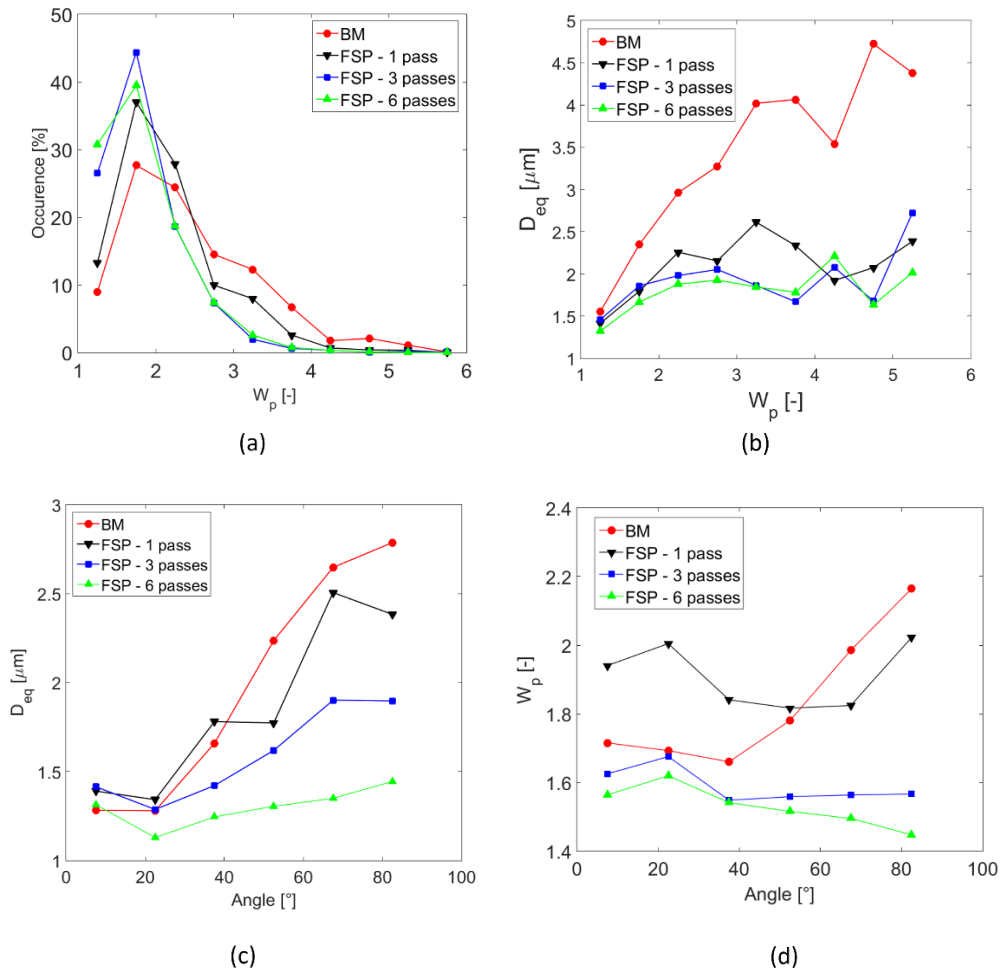 50
40
30
20
10
0
1
2
3
4
5
6
Occurence [%]
W_p [-]
BM
FSP - 1 pass
FSP - 3 passes
FSP - 6 passes
(a)
5
4.5
4
3.5
3
2.5
2
1.5
1
1
2
3
4
5
6
D_eq [μm]
W_p [-]
BM
FSP - 1 pass
FSP - 3 passes
FSP - 6 passes
(b)
3
2.5
2
1.5
1
0
20
40
60
80
100
D_eq [μm]
Angle [°]
BM
FSP - 1 pass
FSP - 3 passes
FSP - 6 passes
(c)
2.4
2.2
2
1.8
1.6
1.4
0
20
40
60
80
100
W_p [-]
Angle [°]
BM
FSP - 1 pass
FSP - 3 passes
FSP - 6 passes
(d)